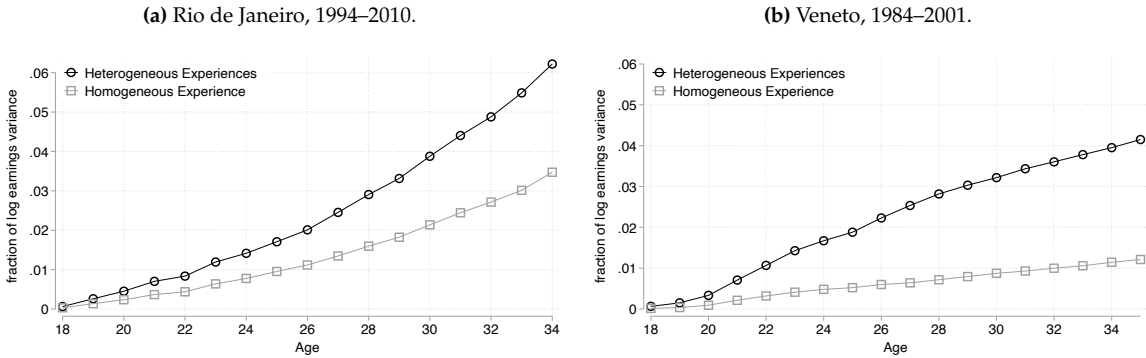 (a) Rio de Janeiro, 1994–2010.
fraction of log earnings variance
.06
.05
.04
.03
.02
.01
0
Heterogeneous Experiences
Homogeneous Experience
18 20 22 24 26 28 30 32 34
Age
(b) Veneto, 1984–2001.
fraction of log earnings variance
.06
.05
.04
.03
.02
.01
0
Heterogeneous Experiences
Homogeneous Experience
18 20 22 24 26 28 30 32 34
Age